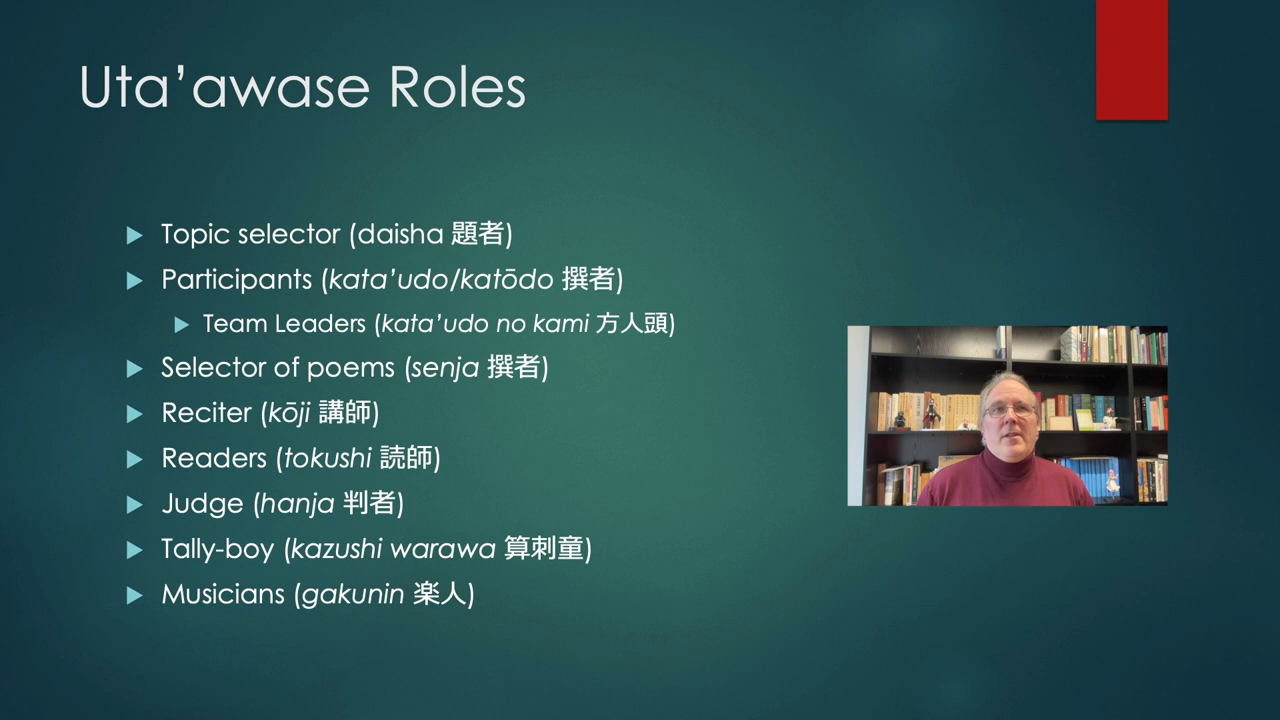 Uta’awase Roles
Topic selector (daisha 題者)
Participants (kata’udo/katōdo 撰者)
Team Leaders (kata’udo no kami 方人頭)
Selector of poems (senja 撰者)
Reciter (kōji 講師)
Readers (tokushi 読師)
Judge (hanja 判者)
Tally-boy (kazushi warawa 算刺童)
Musicians (gakunin 楽人)